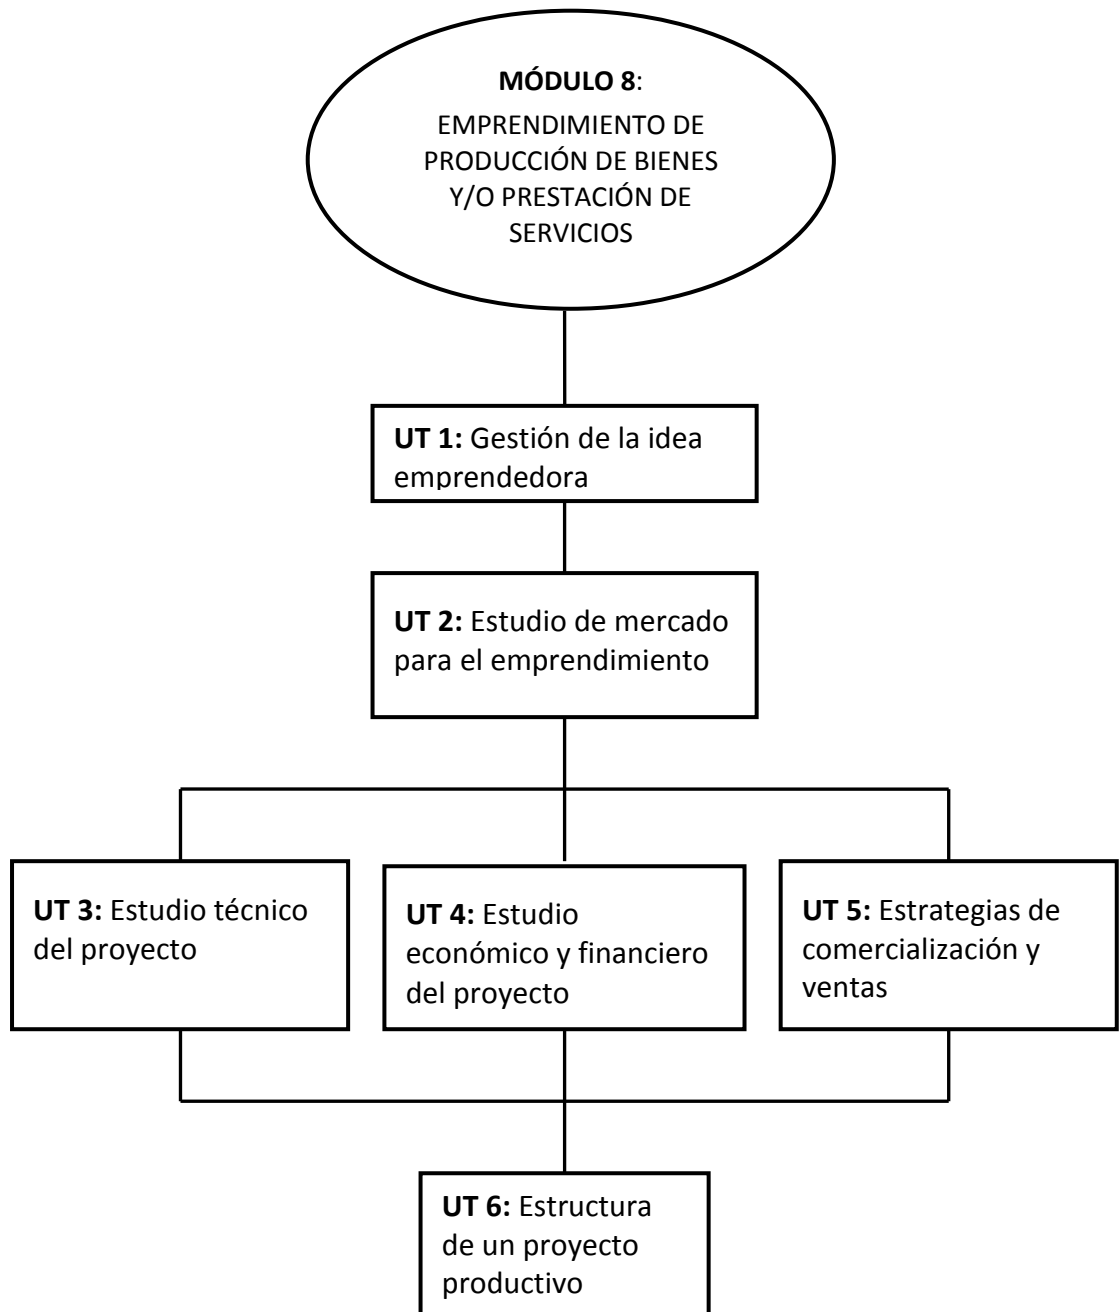 MÓDULO 8:
EMPRENDIMIENTO DE
PRODUCCIÓN DE BIENES
Y/O PRESTACIÓN DE
SERVICIOS
UT 1: Gestión de la idea
emprendedora
UT 2: Estudio de mercado
para el emprendimiento
UT 3: Estudio técnico
del proyecto
UT 4: Estudio
económico y financiero
del proyecto
UT 5: Estrategias de
comercialización y
ventas
UT 6: Estructura
de un proyecto
productivo